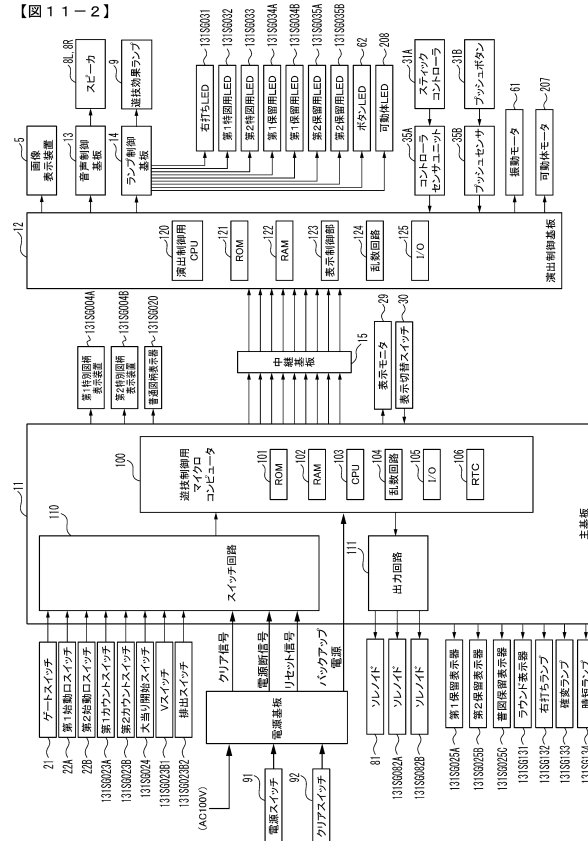 【図１１－２】
5
画像
表示装置
8L, 8R
スピーカ
13
音声制御
基板
9
遊技効果ランプ
14
ランプ制御
基板
131SG031
右打ちLED
131SG032
第1特図用LED
131SG033
第2特図用LED
131SG034A
第1保留用LED
131SG034B
第1保留用LED
131SG035A
第2保留用LED
131SG035B
第2保留用LED
62
ボタンLED
208
可動体LED
31A
スティック
コントローラ
35A
コントローラ
センサユニット
31B
プッシュボタン
35B
プッシュセンサ
61
振動モータ
207
可動体モータ
12
120
演出制御用
CPU
121
ROM
122
RAM
123
表示制御部
124
乱数回路
125
I/O
演出制御基板
131SG004A
第1特別図柄
表示装置
131SG004B
第2特別図柄
表示装置
131SG020
普通図柄表示器
15
中継基板
29
表示モニタ
30
表示切替スイッチ
11
100
遊技制御用
マイクロ
コンピュータ
101
ROM
102
RAM
103
CPU
104
乱数回路
105
I/O
106
RTC
110
スイッチ回路
111
出力回路
主基板
21
ゲートスイッチ
22A
第1始動口スイッチ
22B
第2始動口スイッチ
131SG023A
第1カウントスイッチ
131SG023B
第2カウントスイッチ
131SG024
大当り開始スイッチ
131SG023B1
Vスイッチ
131SG023B2
排出スイッチ
クリア信号
電源断信号
リセット信号
バックアップ
電源
電源基板
(AC100V)
91
電源スイッチ
92
クリアスイッチ
81
ソレノイド
131SG082A
ソレノイド
131SG082B
ソレノイド
131SG025A
第1保留表示器
131SG025B
第2保留表示器
131SG025C
普図保留表示器
131SG131
ラウンド表示器
131SG132
右打ちランプ
131SG133
確変ランプ
131SG134
時短ランプ